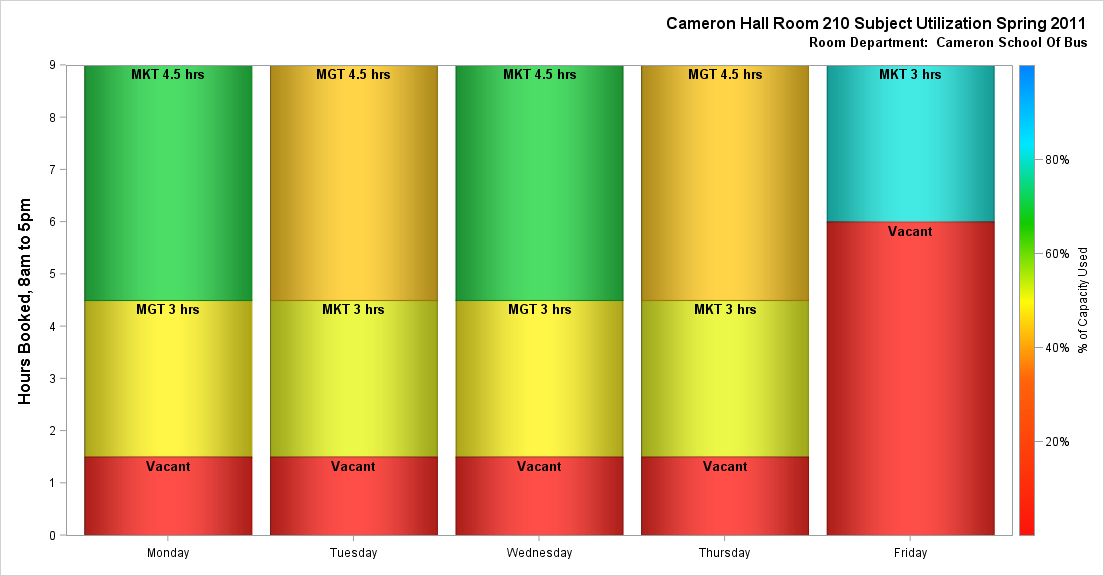 Cameron Hall Room 210 Subject Utilization Spring 2011
Room Department:  Cameron School Of Bus
Hours Booked, 8am to 5pm
9
8
7
6
5
4
3
2
1
0
MKT 4.5 hrs
MGT 3 hrs
Vacant
MGT 4.5 hrs
MKT 3 hrs
Vacant
MKT 4.5 hrs
MGT 3 hrs
Vacant
MGT 4.5 hrs
MKT 3 hrs
Vacant
MKT 3 hrs
Vacant
Monday
Tuesday
Wednesday
Thursday
Friday
80%
60%
40%
20%
% of Capacity Used